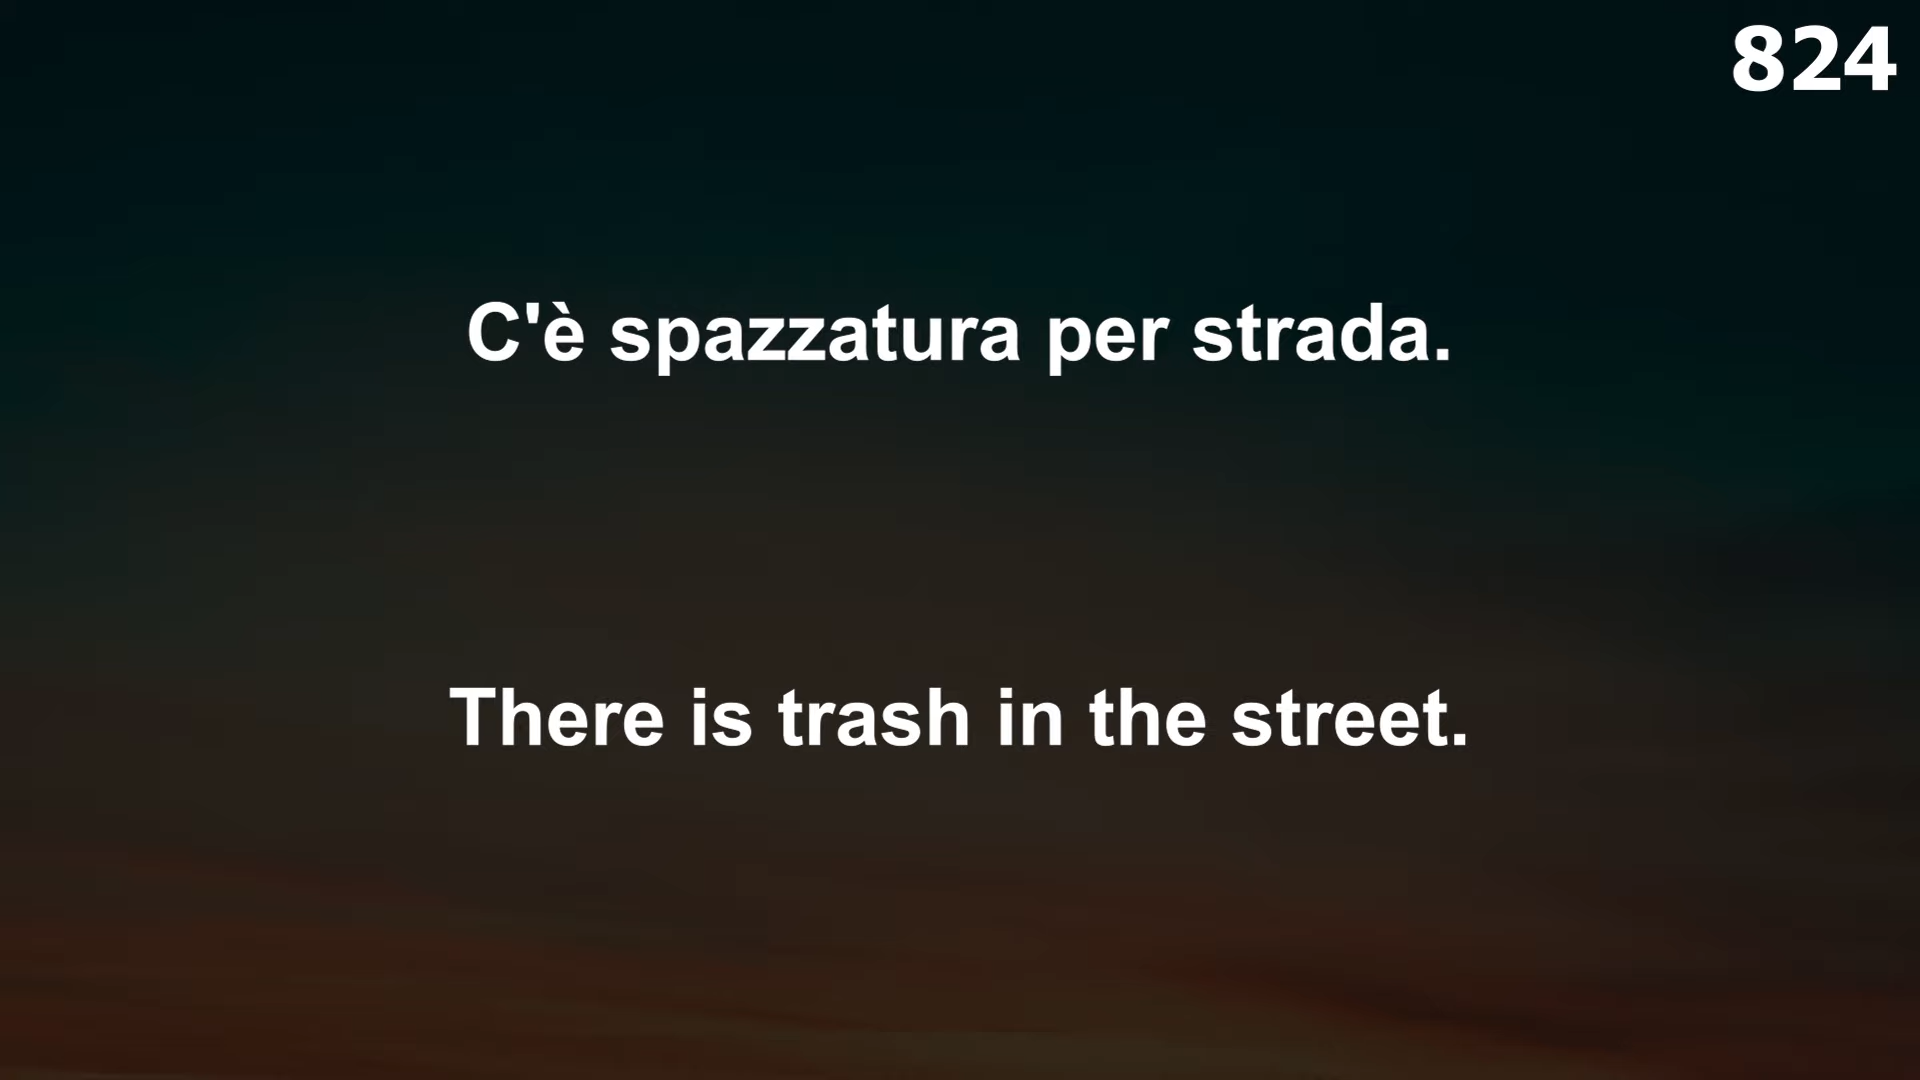 824
C'è spazzatura per strada.
There is trash in the street.